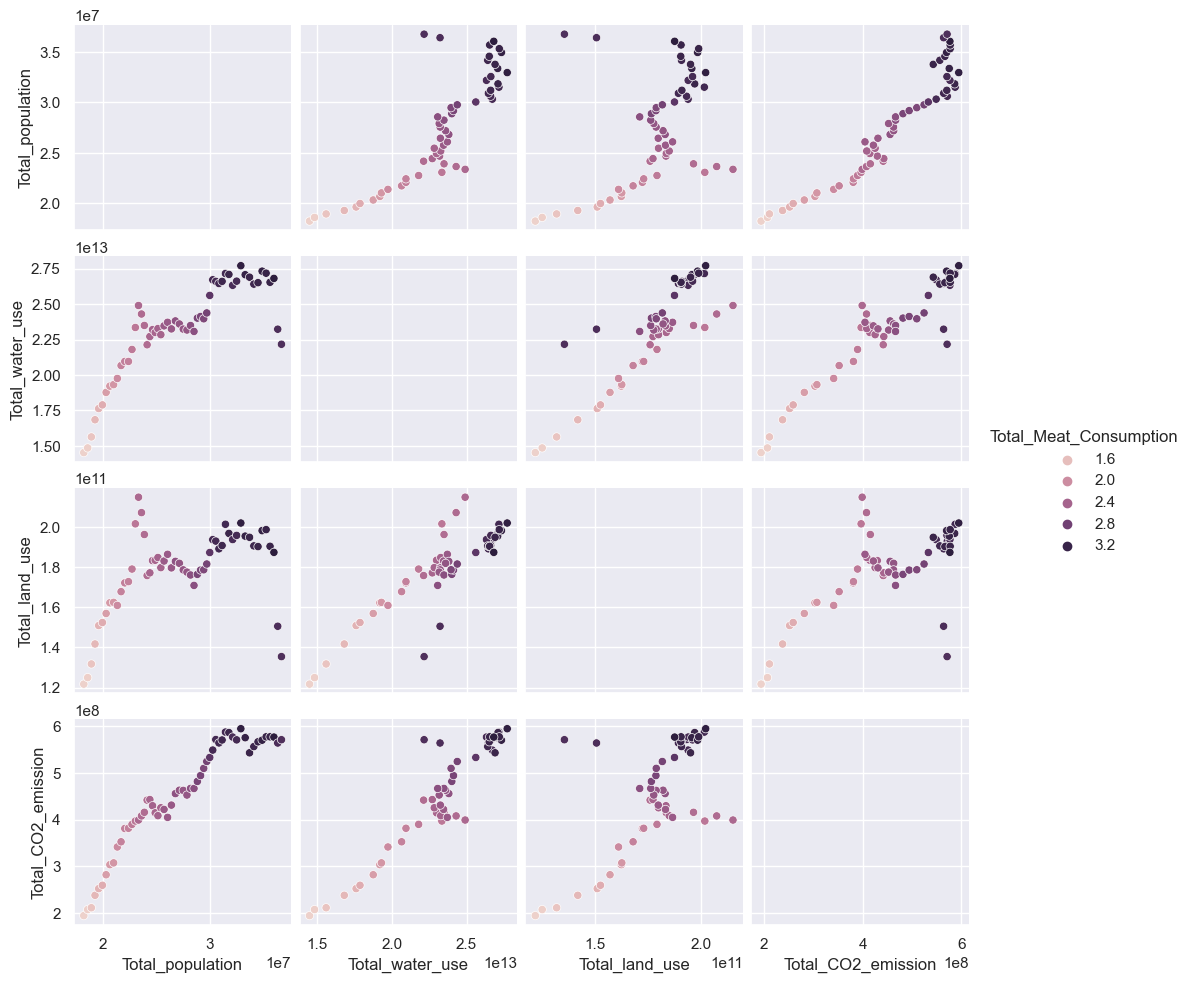 1e7
3.5
3.0
2.5
2.0
Total_population
1e13
2.75
2.50
2.25
2.00
1.75
1.50
Total_water_use
Total_Meat_Consumption
1.6
2.0
2.4
2.8
3.2
1e11
2.0
1.8
1.6
1.4
1.2
Total_land_use
1e8
6
5
4
3
2
Total_CO2_emission
2 3 1.5 2.0 2.5 1.5 2.0 2 4 6
Total_population 1e7 Total_water_use 1e13 Total_land_use 1e11 Total_CO2_emission 1e8